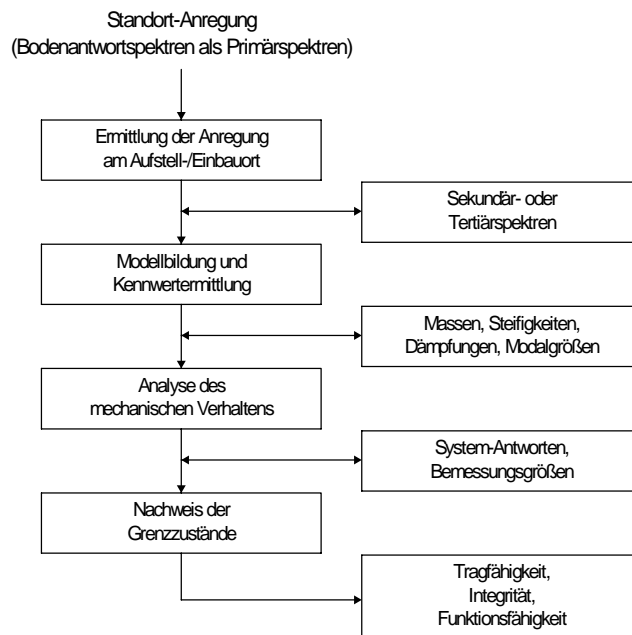 Standort-Anregung
(Bodenantwortspektren als Primärspektren)
Ermittlung der Anregung
am Aufstell-/Einbauort
Sekundär- oder
Tertiärspektren
Modellbildung und
Kennwertermittlung
Massen, Steifigkeiten,
Dämpfungen, Modalgrößen
Analyse des
mechanischen Verhaltens
System-Antworten,
Bemessungsgrößen
Nachweis der
Grenzzustände
Tragfähigkeit,
Integrität,
Funktionsfähigkeit